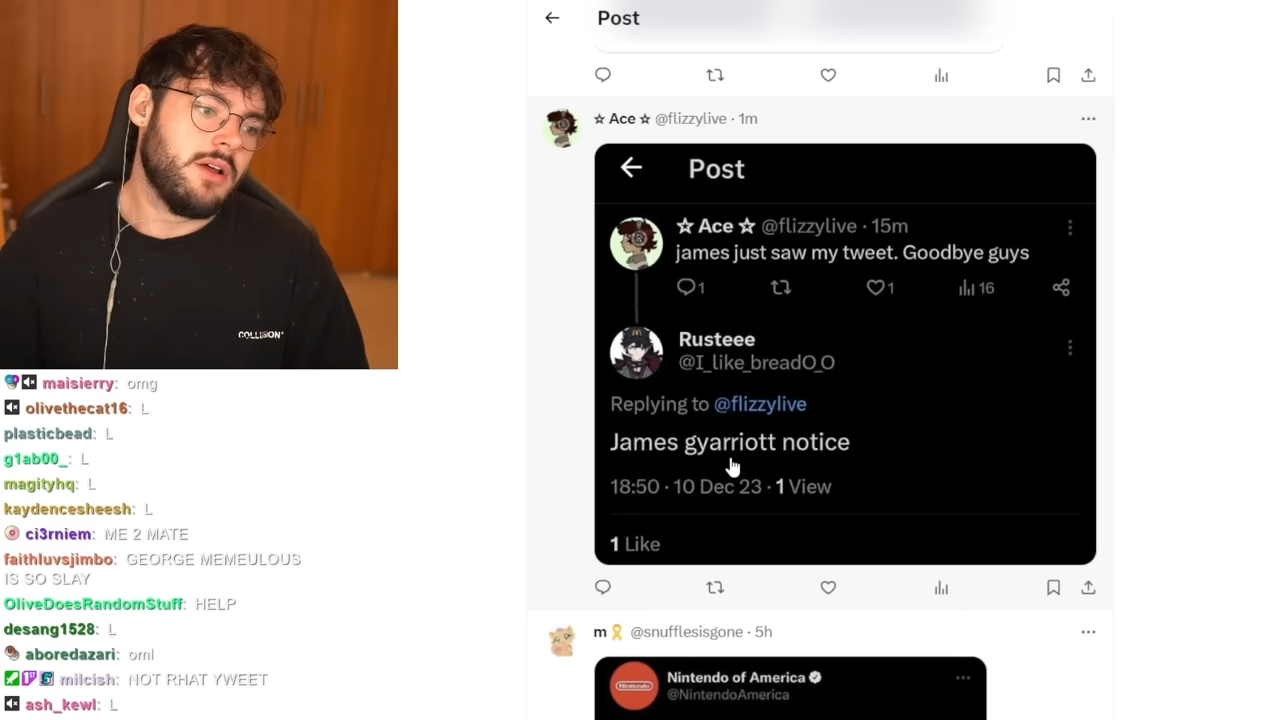 COLLUSION
maisierry: omg
olivethecat16: L
plasticbead: L
g1ab00_: L
magityhq: L
kaydencesheesh: L
ci3rniem: ME 2 MATE
faithluvsjimbo: GEORGE MEMEULOUS
IS SO SLAY
OliveDoesRandomStuff: HELP
desang1528: L
aboredazari: oml
milcish: NOT RHAT YWEET
ash_kewl: L
Post
☆ Ace ☆ @flizzylive · 1m
Post
☆ Ace ☆ @flizzylive · 15m
james just saw my tweet. Goodbye guys
1 1 16
Rusteee
@I_like_breadO_O
Replying to @flizzylive
James gyarriott notice
18:50 · 10 Dec 23 · 1 View
1 Like
m🎗 @snufflesisgone · 5h
Nintendo of America
@NintendoAmerica
Nintendo